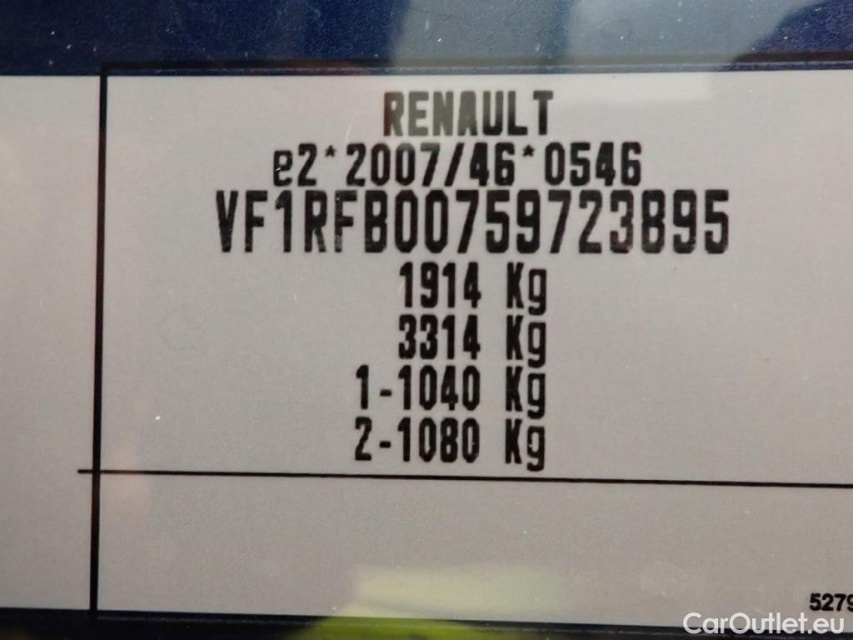 RENAULT
e2*2007/46*0546
VF1RFB00759723895
1914 Kg
3314 Kg
1-1040 Kg
2-1080 Kg
5279
CarOutlet.eu